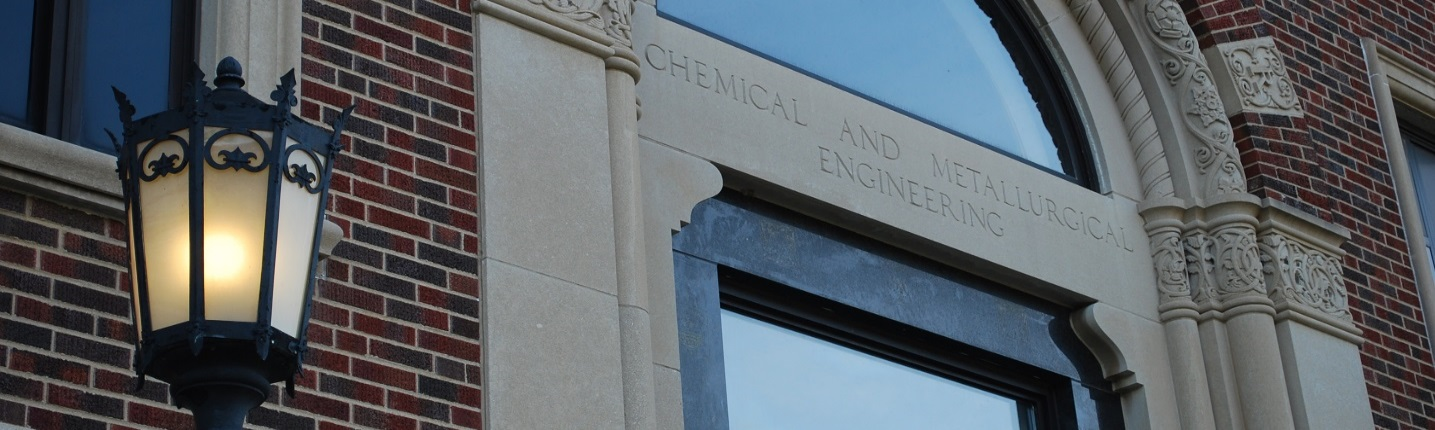 CHEMICAL AND METALLURGICAL
ENGINEERING